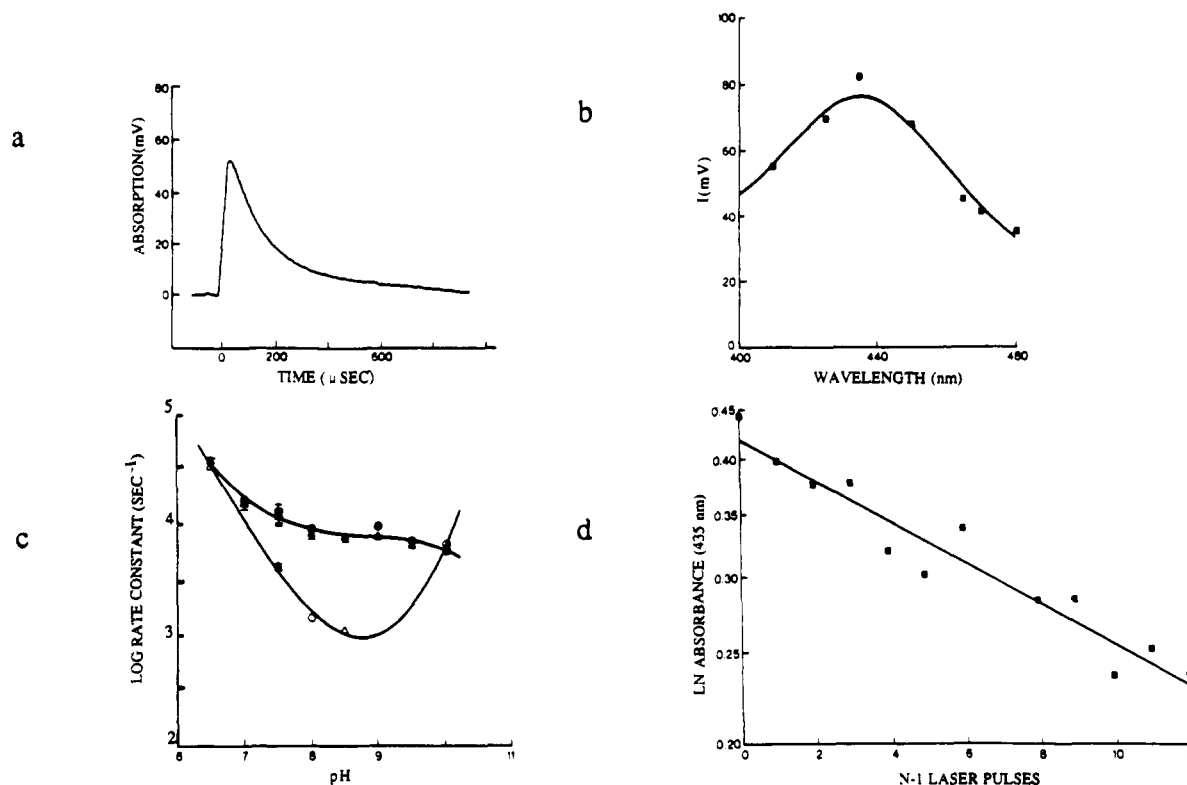 a
80
60
40
20
0
ABSORPTION(mV)
0 200 600
TIME (μ SEC)
b
100
80
60
40
20
0
I(mV)
400 440 480
WAVELENGTH (nm)
c
5
4
3
2
LOG RATE CONSTANT (SEC⁻¹)
6 7 8 9 11
pH
d
0.45
0.40
0.35
0.30
0.25
0.20
LN ABSORBANCE (435 nm)
0 2 4 6 8 10
N-1 LASER PULSES